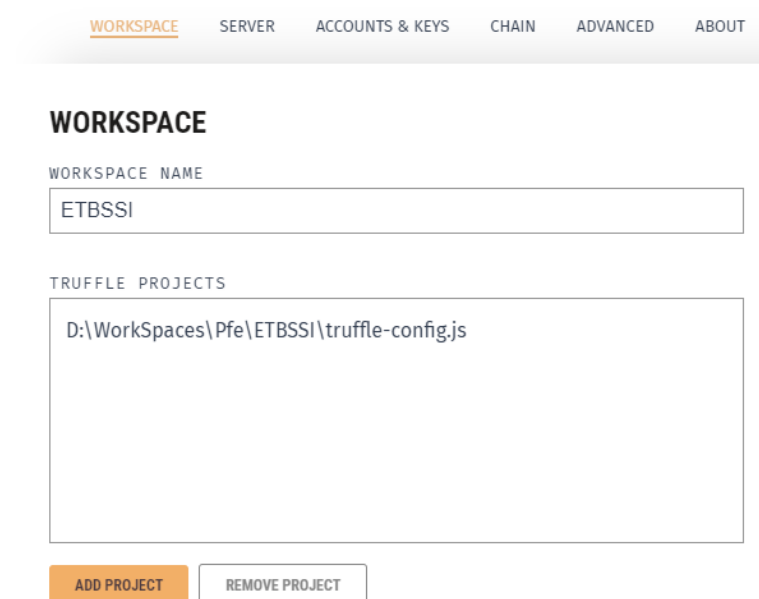 WORKSPACE SERVER ACCOUNTS & KEYS CHAIN ADVANCED ABOUT
WORKSPACE
WORKSPACE NAME
ETBSSI
TRUFFLE PROJECTS
D:\WorkSpaces\Pfe\ETBSSI\truffle-config.js
ADD PROJECT REMOVE PROJECT